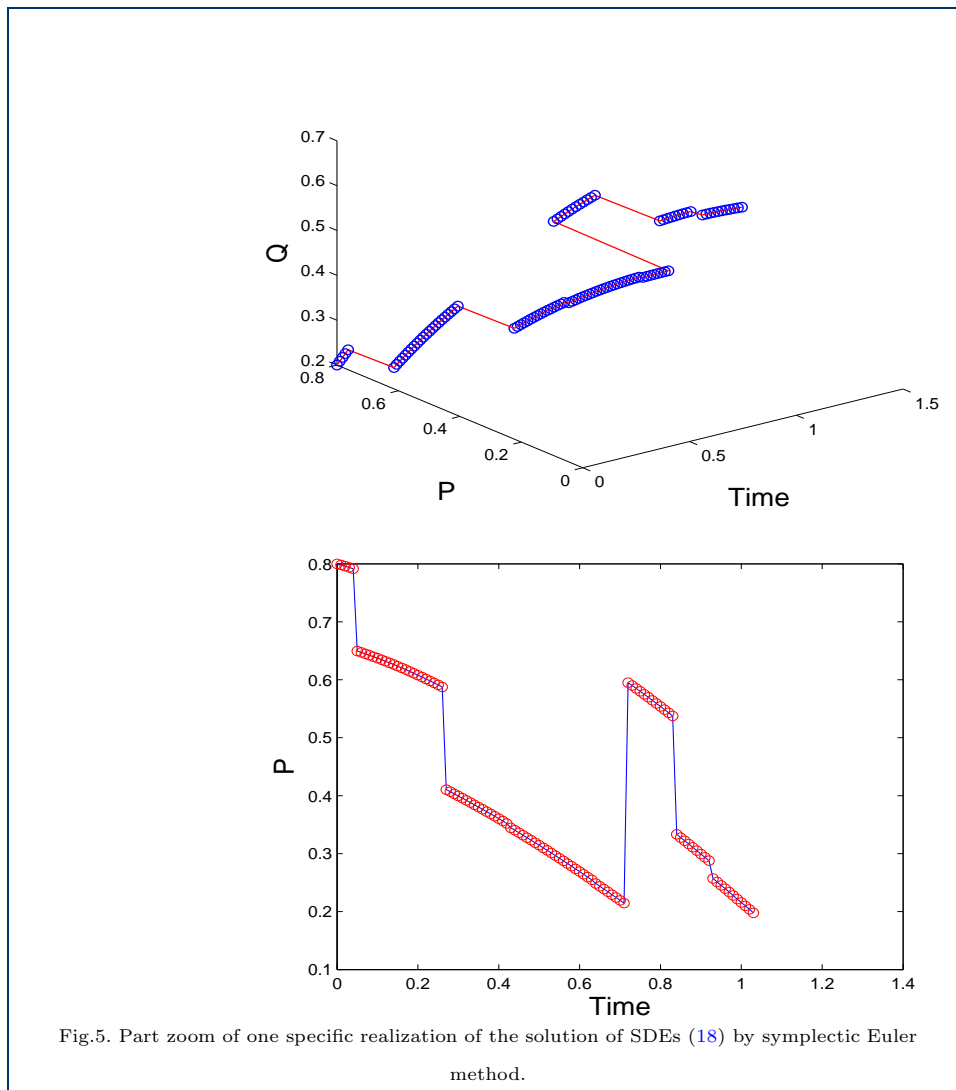 0.7
0.6
0.5
0.4
0.3
0.2
Q
0.8
0.6
0.4
0.2
0
P
0
0.5
1
1.5
Time
0.8
0.7
0.6
0.5
0.4
0.3
0.2
0.1
P
0 0.2 0.4 0.6 0.8 1 1.2 1.4
Time
Fig.5. Part zoom of one specific realization of the solution of SDEs (18) by symplectic Euler
method.